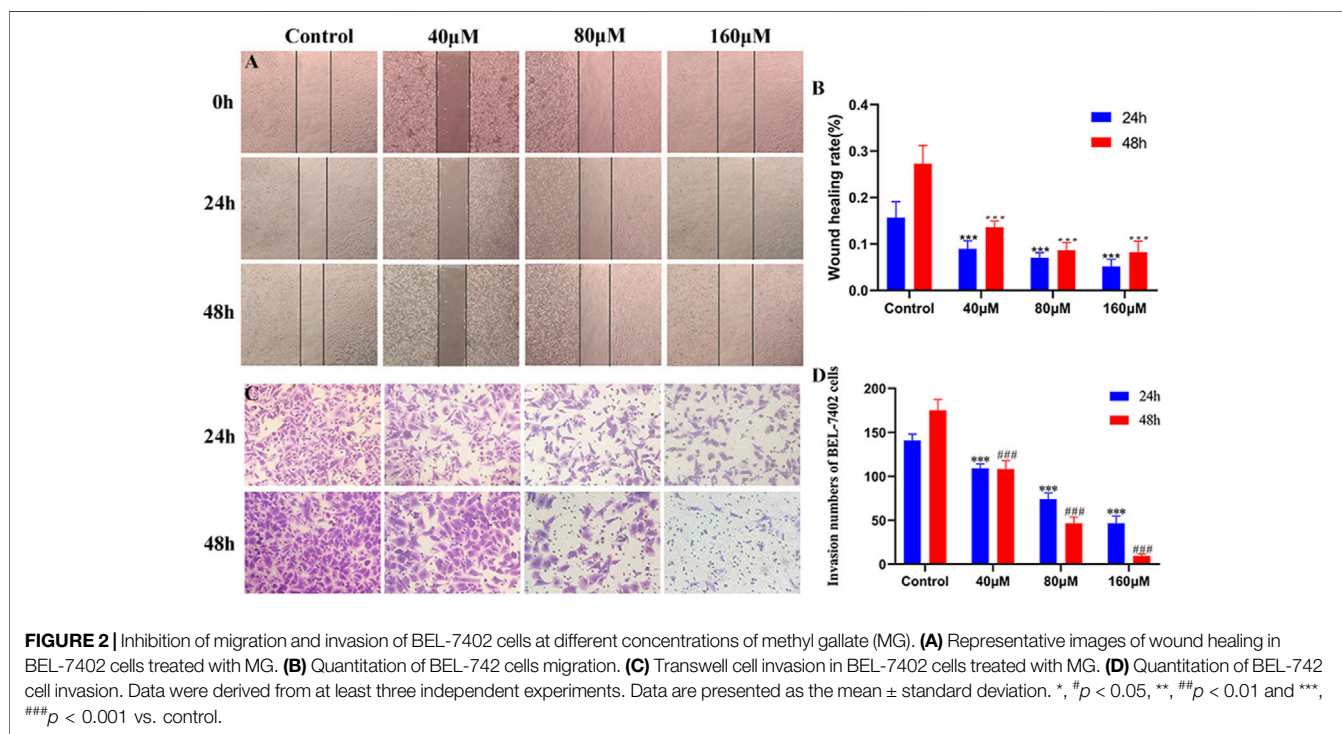 Control 40μM 80μM 160μM
A
0h
24h
48h
B
Wound healing rate(%)
0.4
0.3
0.2
0.1
0.0
24h
48h
*** ***
*** ***
*** ***
Control 40μM 80μM 160μM
C
24h
48h
D
Invasion numbers of BEL-7402 cells
200
150
100
50
0
24h
48h
*** ###
*** ###
*** ###
Control 40μM 80μM 160μM
FIGURE 2 | Inhibition of migration and invasion of BEL-7402 cells at different concentrations of methyl gallate (MG). (A) Representative images of wound healing in
BEL-7402 cells treated with MG. (B) Quantitation of BEL-742 cells migration. (C) Transwell cell invasion in BEL-7402 cells treated with MG. (D) Quantitation of BEL-742
cell invasion. Data were derived from at least three independent experiments. Data are presented as the mean ± standard deviation. *, #p < 0.05, **, ##p < 0.01 and ***,
###p < 0.001 vs. control.